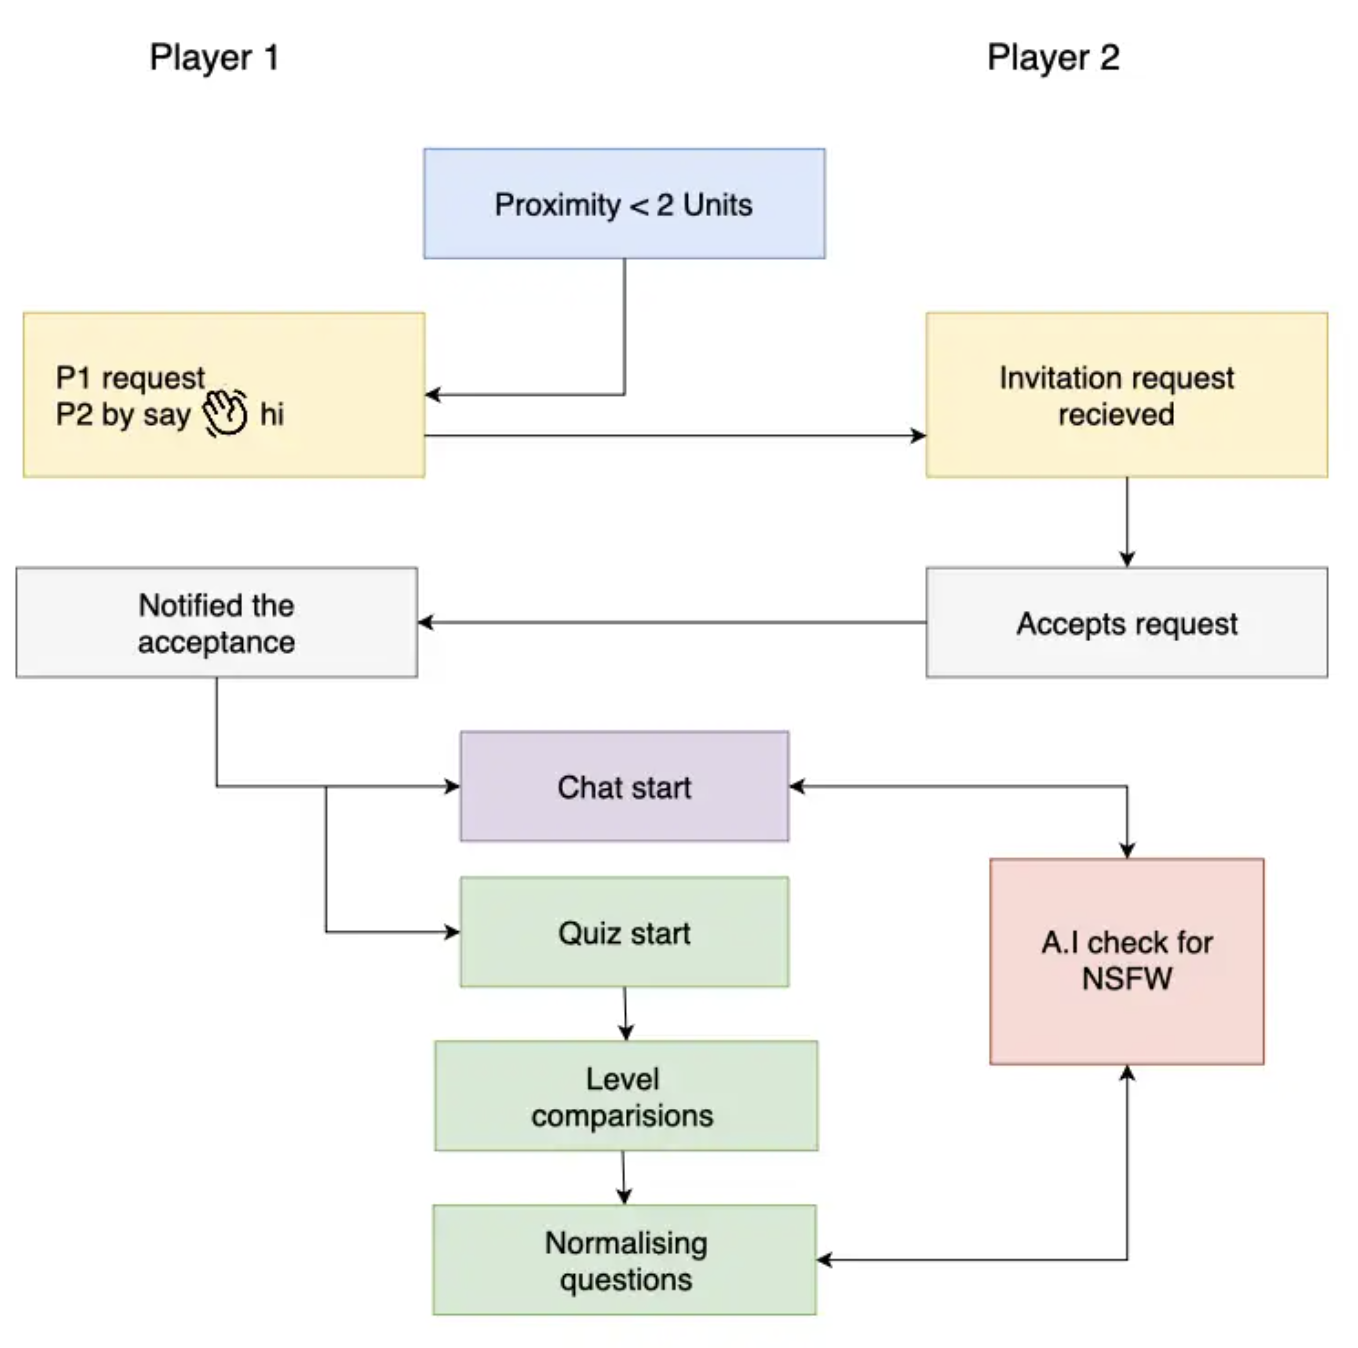 Player 1
Player 2
Proximity < 2 Units
P1 request
P2 by say 👋 hi
Invitation request
recieved
Notified the
acceptance
Accepts request
Chat start
Quiz start
A.I check for
NSFW
Level
comparisions
Normalising
questions